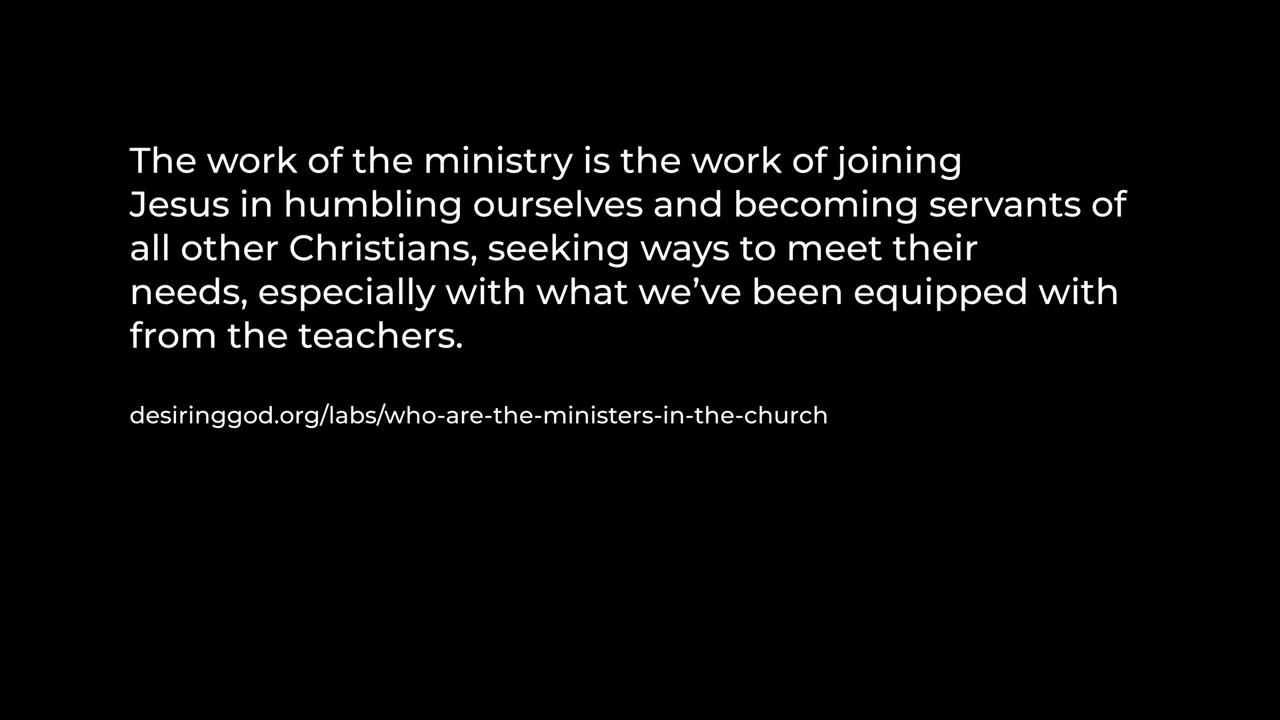 The work of the ministry is the work of joining
Jesus in humbling ourselves and becoming servants of
all other Christians, seeking ways to meet their
needs, especially with what we’ve been equipped with
from the teachers.
desiringgod.org/labs/who-are-the-ministers-in-the-church